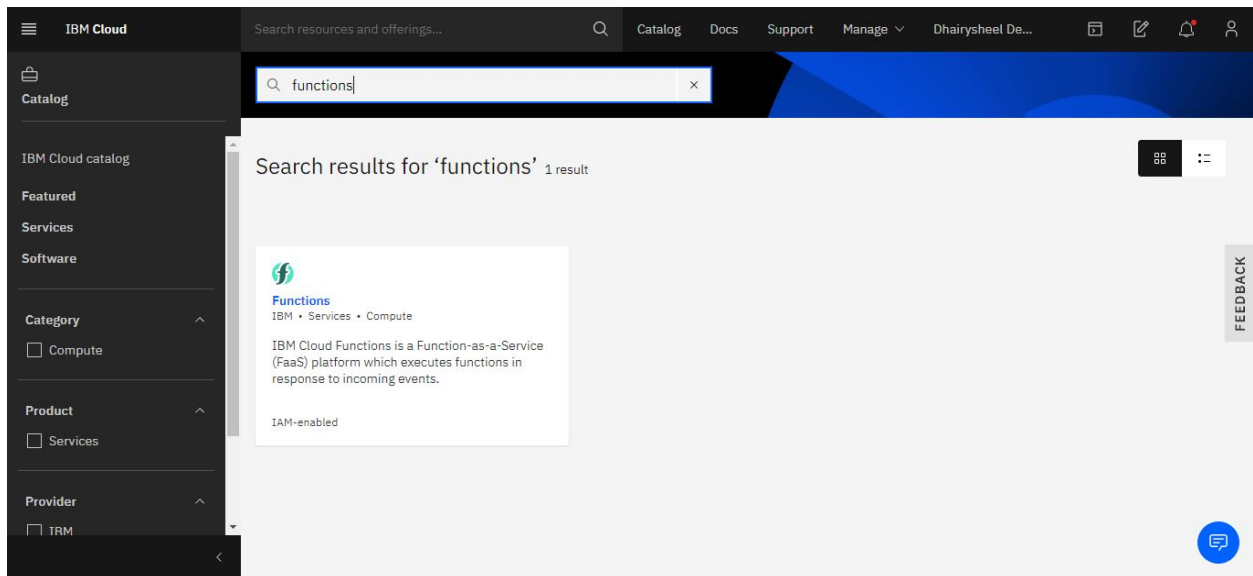 IBM Cloud
Search resources and offerings...
Catalog
Docs
Support
Manage
Dhairysheel De...
Catalog
functions
IBM Cloud catalog
Featured
Services
Software
Category
Compute
Product
Services
Provider
IBM
Search results for ‘functions’ 1 result
Functions
IBM • Services • Compute
IBM Cloud Functions is a Function-as-a-Service
(FaaS) platform which executes functions in
response to incoming events.
IAM-enabled
FEEDBACK